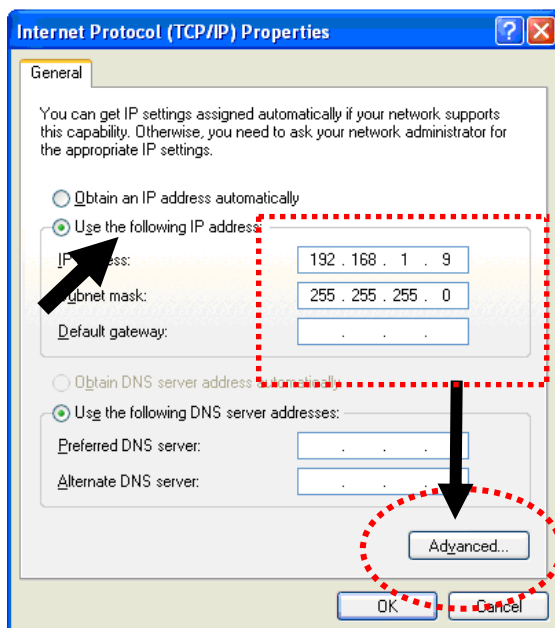 Internet Protocol (TCP/IP) Properties
General
You can get IP settings assigned automatically if your network supports
this capability. Otherwise, you need to ask your network administrator for
the appropriate IP settings.
Obtain an IP address automatically
Use the following IP address:
192 . 168 . 1 . 9
Subnet mask: 255 . 255 . 255 . 0
Default gateway: . . .
Obtain DNS server address automatically
Use the following DNS server addresses:
Preferred DNS server: . . .
Alternate DNS server: . . .
Advanced...
OK Cancel